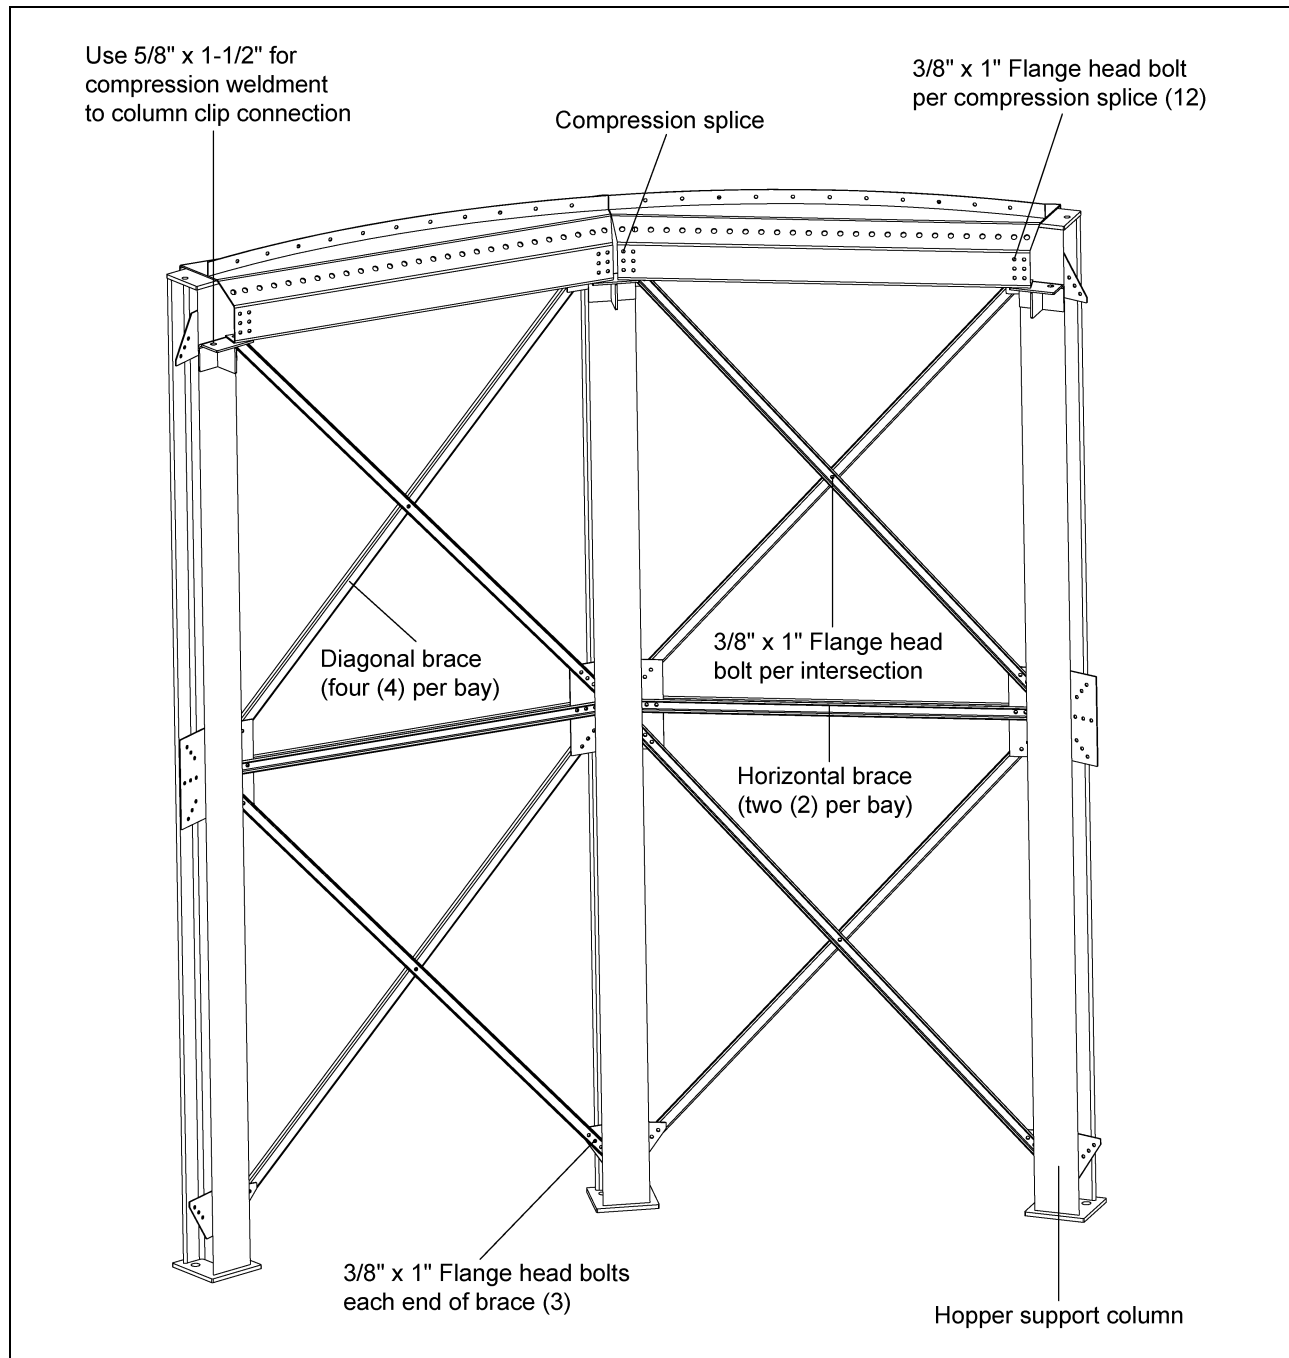 Use 5/8" x 1-1/2" for
compression weldment
to column clip connection
3/8" x 1" Flange head bolt
per compression splice (12)
Compression splice
Diagonal brace
(four (4) per bay)
3/8" x 1" Flange head
bolt per intersection
Horizontal brace
(two (2) per bay)
3/8" x 1" Flange head bolts
each end of brace (3)
Hopper support column